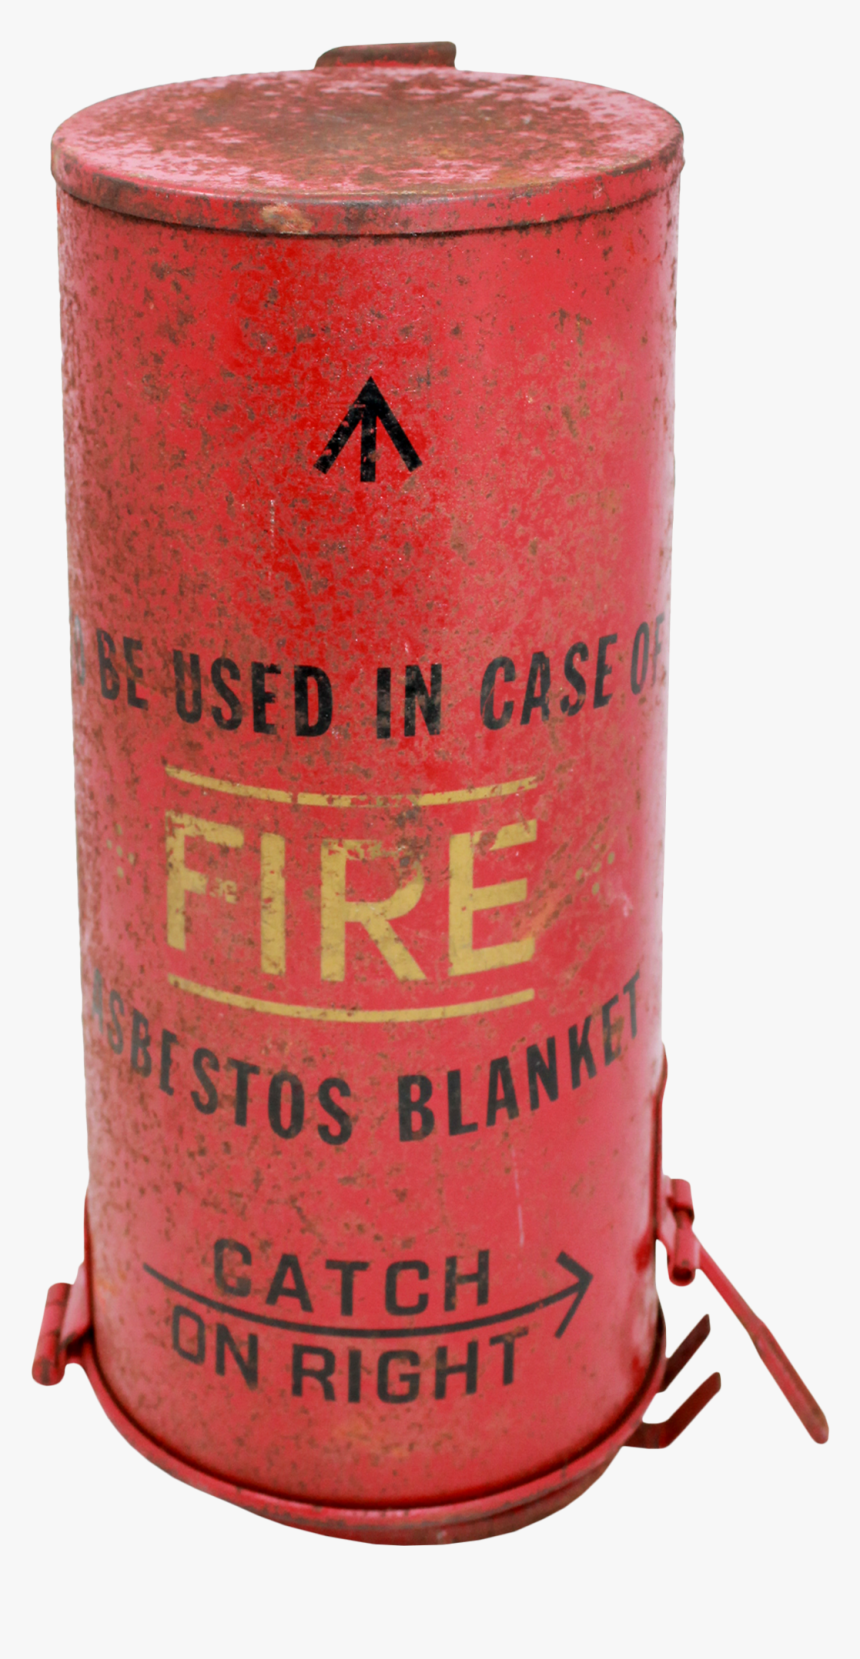 BE USED IN CASE OF
FIRE
ASBESTOS BLANKET
CATCH
ON RIGHT